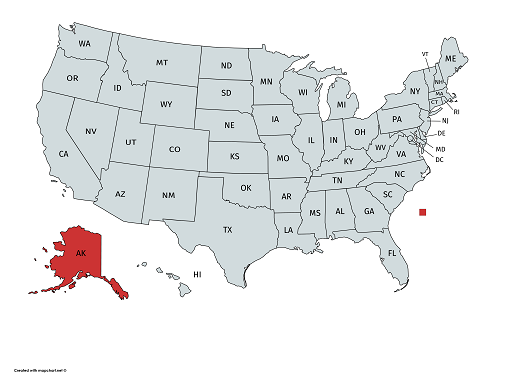 WA
MT
ND
MN
OR
ID
WY
SD
WI
MI
VT
NH
ME
NY
MA
CT
RI
NV
UT
CO
NE
IA
IL
IN
OH
PA
NJ
DE
MD
DC
CA
AZ
NM
KS
MO
KY
WV
VA
NC
OK
AR
TN
SC
TX
LA
MS
AL
GA
FL
AK
HI
Created with mapchart.net ©